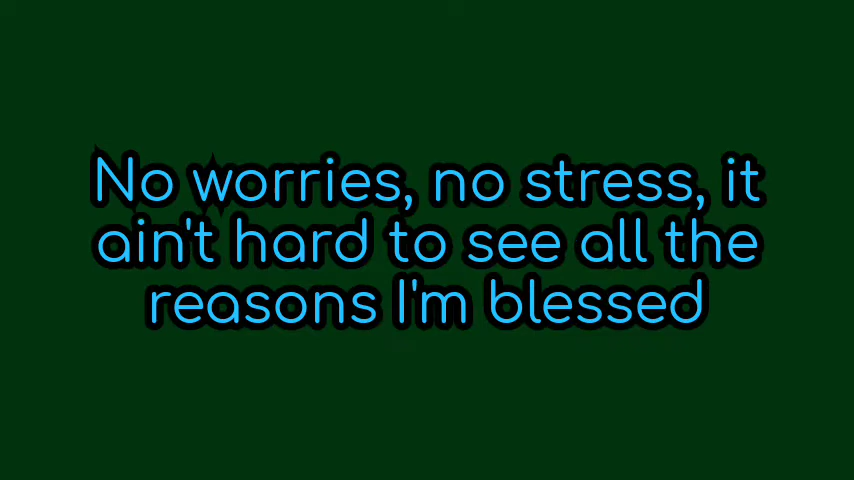 No worries, no stress, it
ain't hard to see all the
reasons I'm blessed